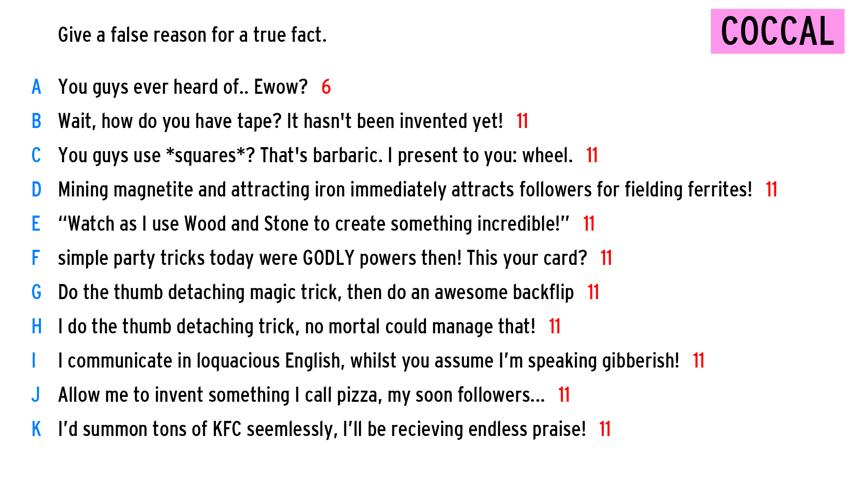 Give a false reason for a true fact.
COCCAL
A You guys ever heard of.. Ewow? 6
B Wait, how do you have tape? It hasn't been invented yet! 11
C You guys use *squares*? That's barbaric. I present to you: wheel. 11
D Mining magnetite and attracting iron immediately attracts followers for fielding ferrites! 11
E “Watch as I use Wood and Stone to create something incredible!” 11
F simple party tricks today were GODLY powers then! This your card? 11
G Do the thumb detaching magic trick, then do an awesome backflip 11
H I do the thumb detaching trick, no mortal could manage that! 11
I I communicate in loquacious English, whilst you assume I’m speaking gibberish! 11
J Allow me to invent something I call pizza, my soon followers... 11
K I’d summon tons of KFC seemlessly, I’ll be recieving endless praise! 11